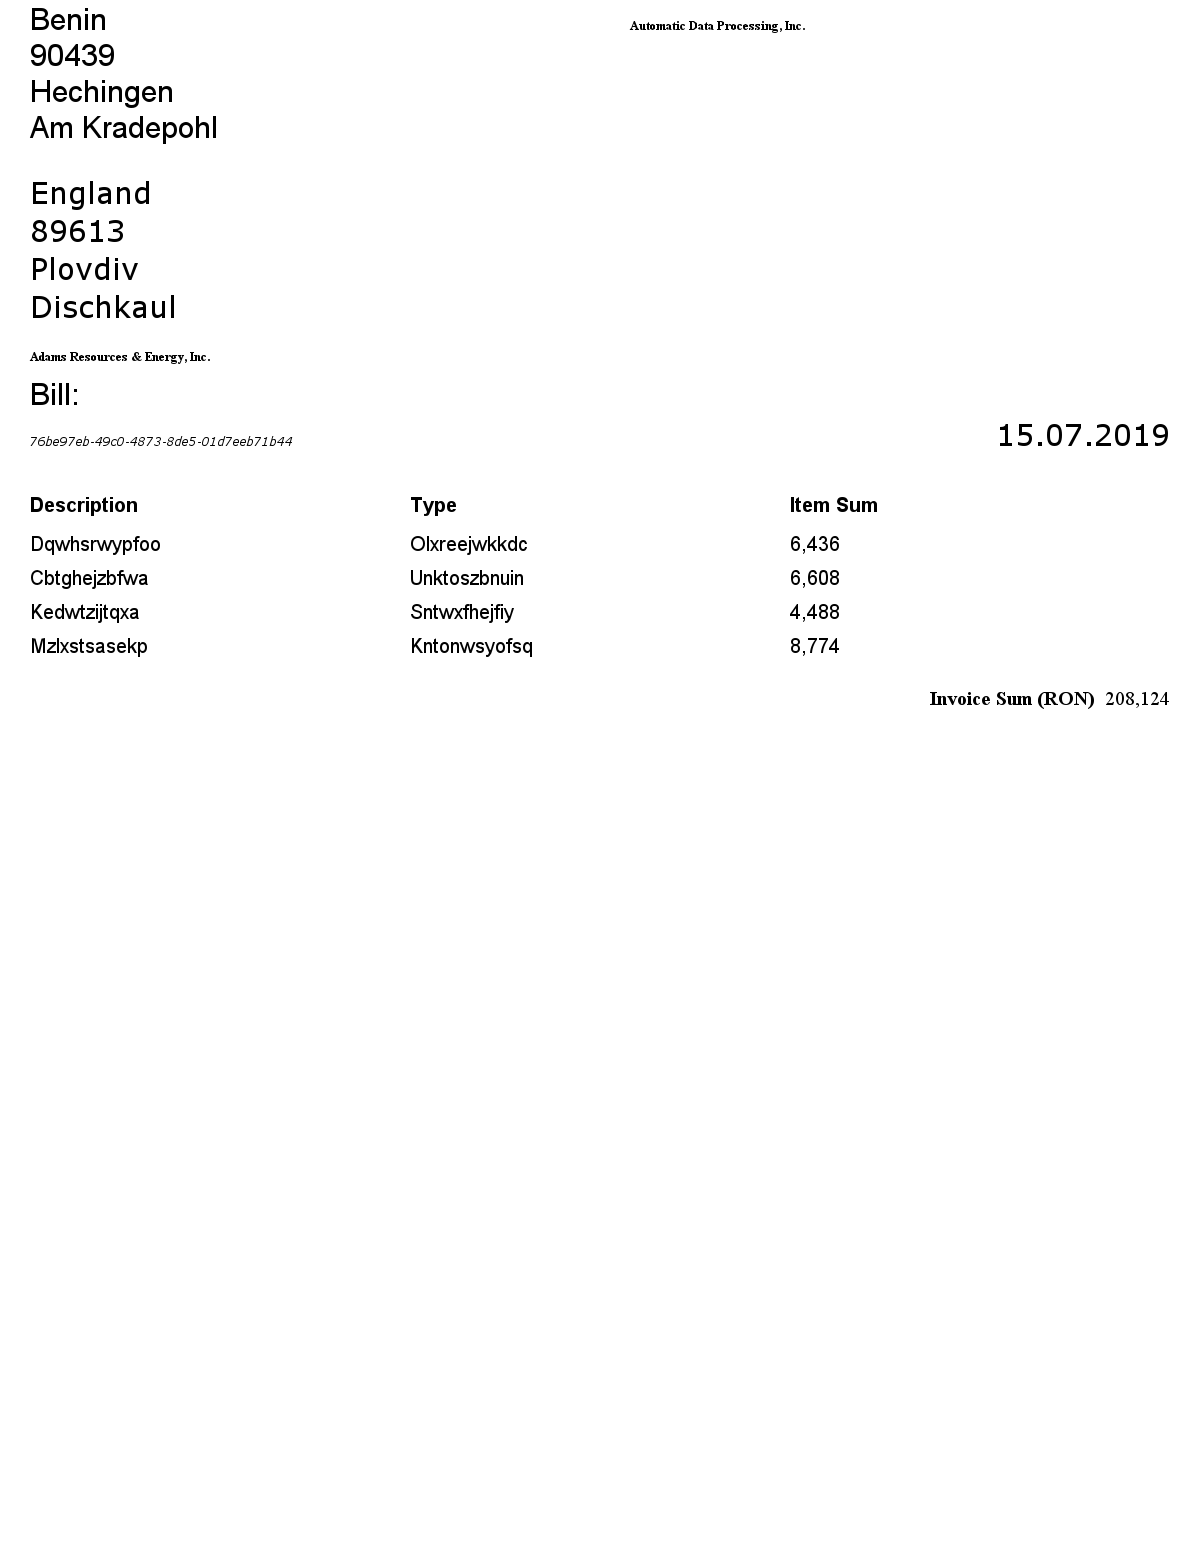 Benin
Automatic Data Processing, Inc.
90439
Hechingen
Am Kradepohl
England
89613
Plovdiv
Dischkaul
Adams Resources & Energy, Inc.
Bill:
76be97eb-49c0-4873-8de5-01d7eeb71b44 15.07.2019
Description Type Item Sum
Dqwhsrwypfoo Olxreejwkkdc 6,436
Cbtghejzbfwa Unktoszbnuin 6,608
Kedwtzijtqxa Sntwxfhejfiy 4,488
Mzlxstsasekp Kntonwsyofsq 8,774
Invoice Sum (RON) 208,124